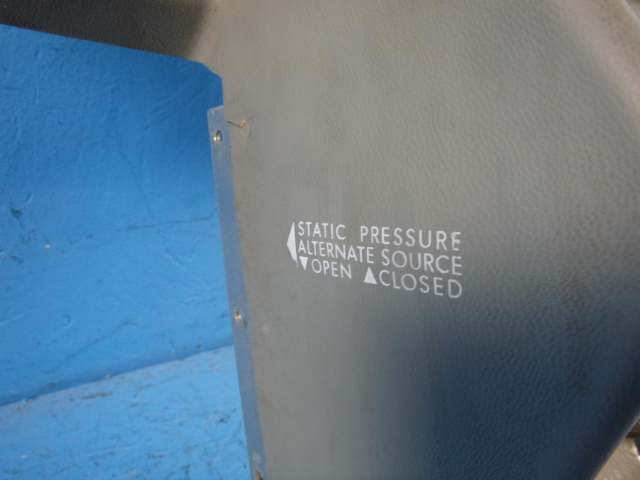 ◀STATIC PRESSURE
ALTERNATE SOURCE
▼OPEN ▲CLOSED